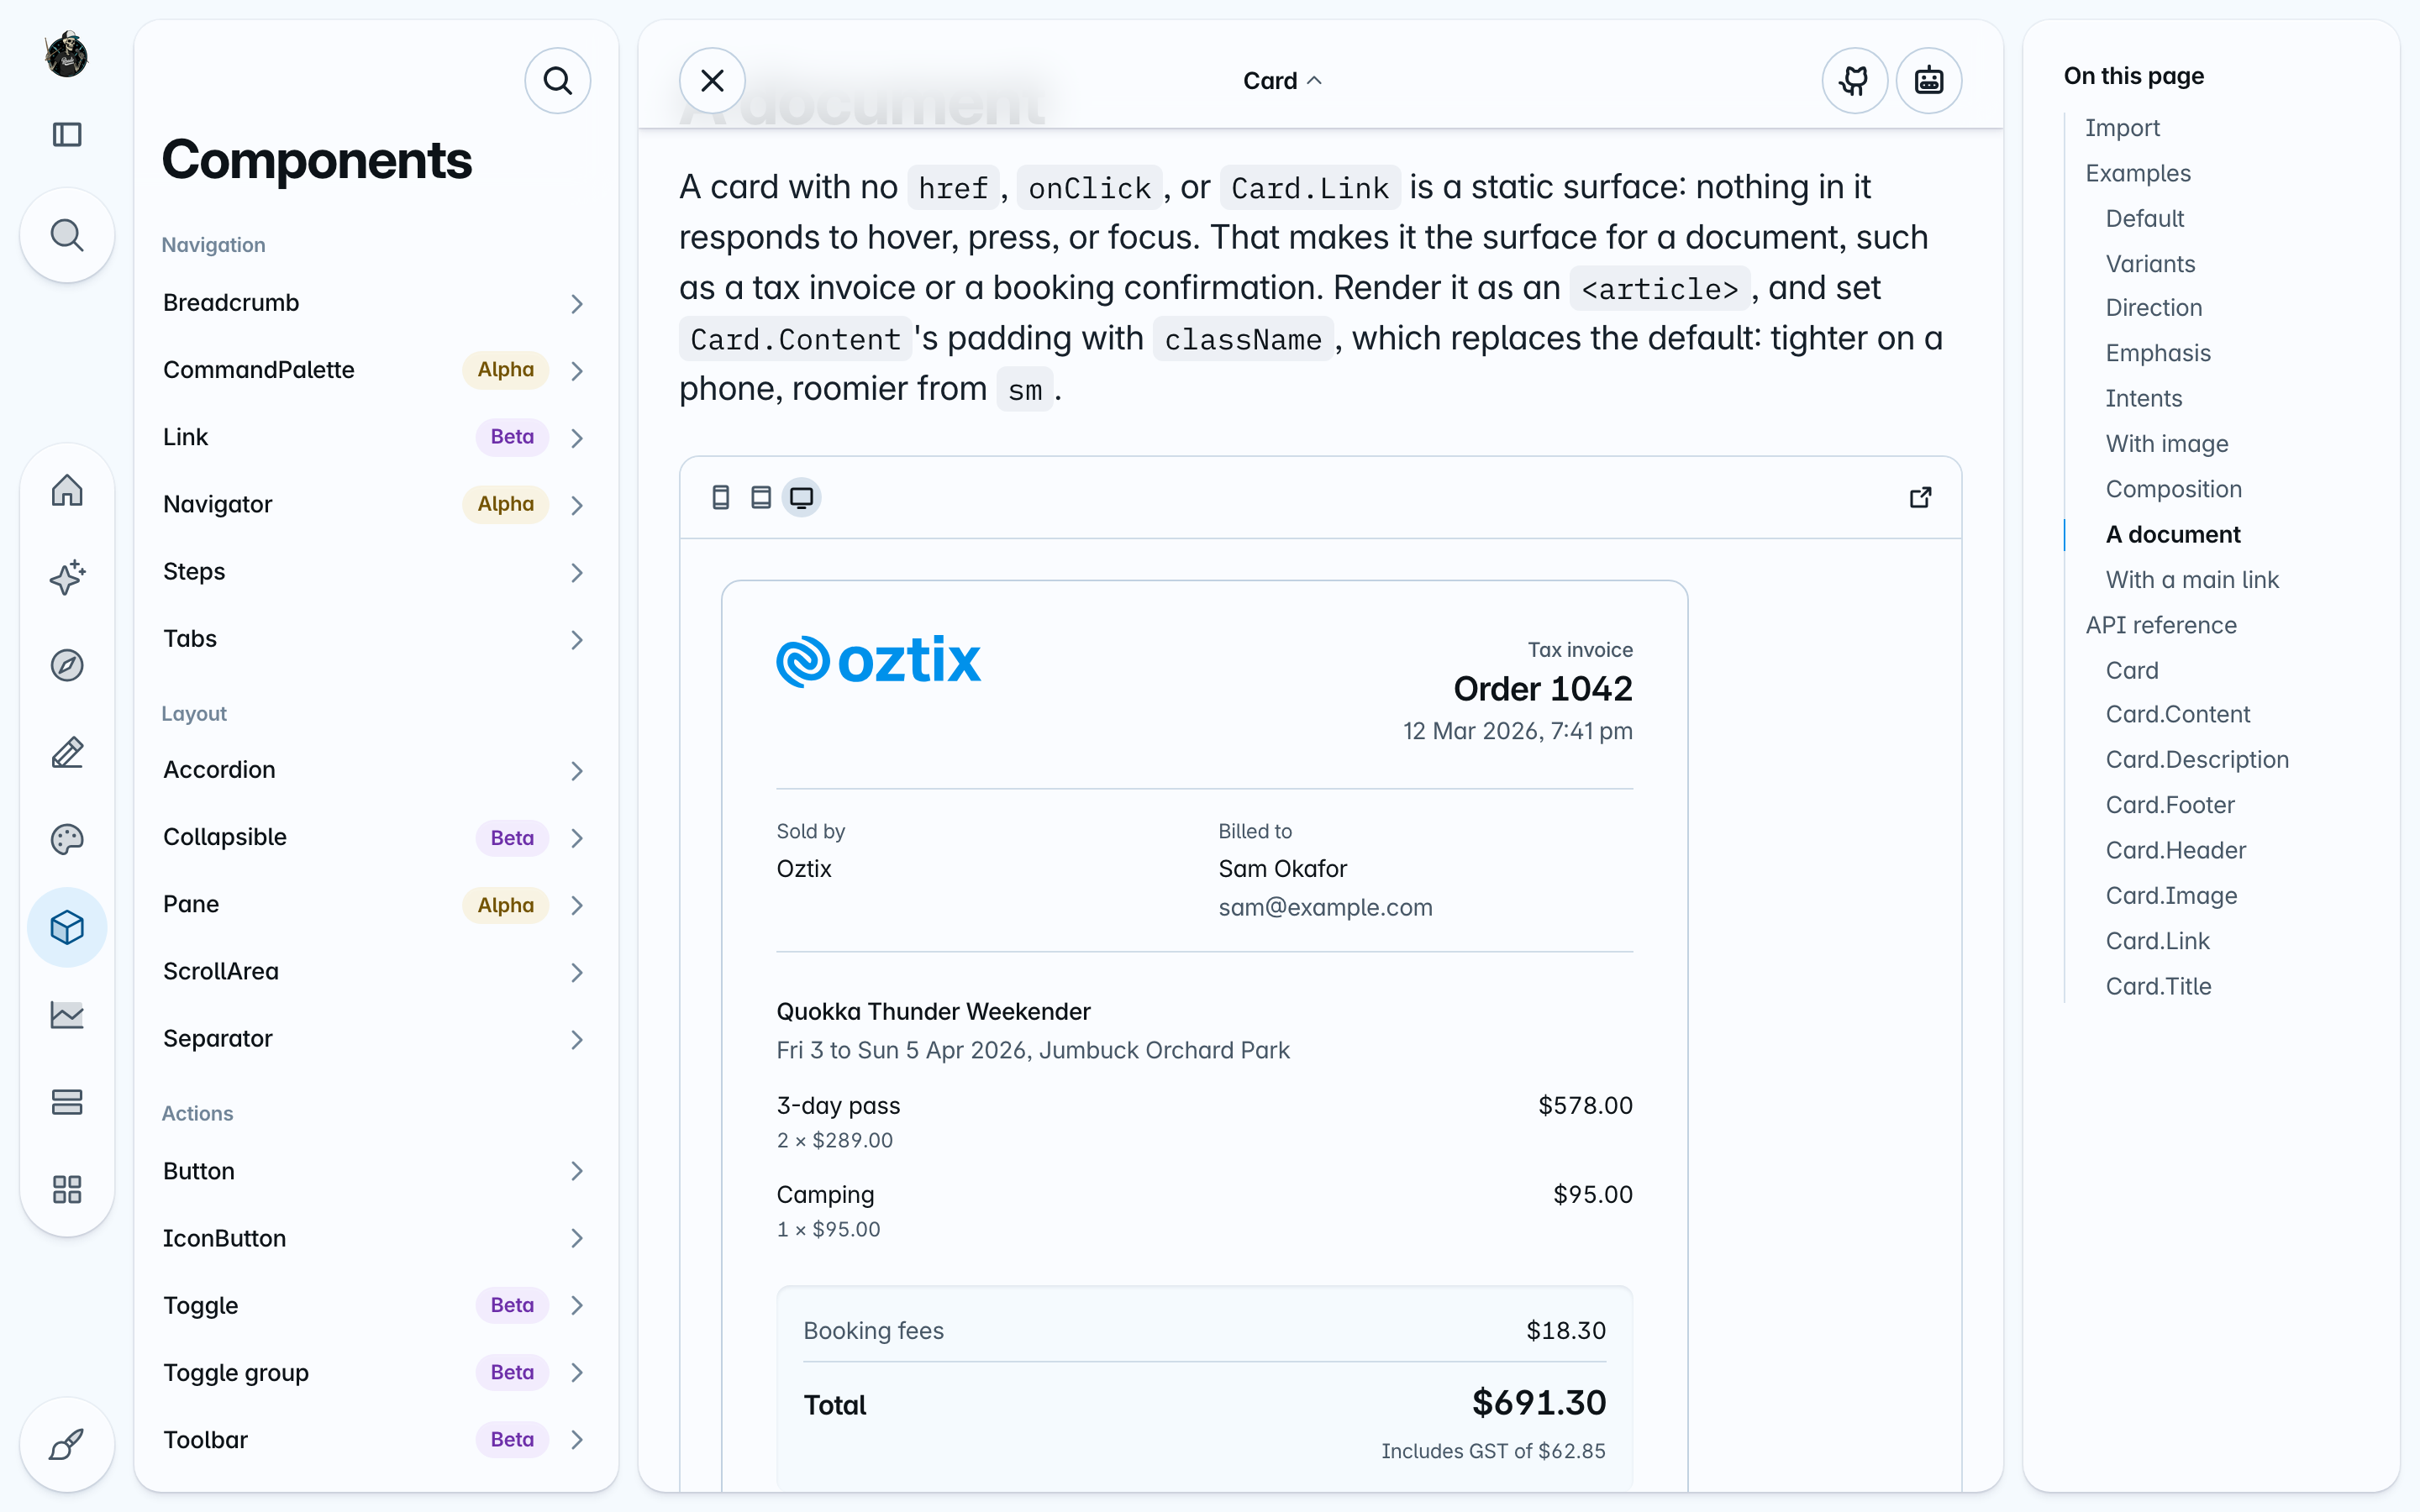 Components
Navigation
Breadcrumb
CommandPalette Alpha
Link Beta
Navigator Alpha
Steps
Tabs
Layout
Accordion
Collapsible Beta
Pane Alpha
ScrollArea
Separator
Actions
Button
IconButton
Toggle Beta
Toggle group Beta
Toolbar Beta
Card
A document
A card with no href, onClick, or Card.Link is a static surface: nothing in it
responds to hover, press, or focus. That makes it the surface for a document, such
as a tax invoice or a booking confirmation. Render it as an <article>, and set
Card.Content's padding with className, which replaces the default: tighter on a
phone, roomier from sm.
oztix
Tax invoice
Order 1042
12 Mar 2026, 7:41 pm
Sold by
Oztix
Billed to
Sam Okafor
sam@example.com
Quokka Thunder Weekender
Fri 3 to Sun 5 Apr 2026, Jumbuck Orchard Park
3-day pass $578.00
2 × $289.00
Camping $95.00
1 × $95.00
Booking fees $18.30
Total $691.30
Includes GST of $62.85
On this page
Import
Examples
Default
Variants
Direction
Emphasis
Intents
With image
Composition
A document
With a main link
API reference
Card
Card.Content
Card.Description
Card.Footer
Card.Header
Card.Image
Card.Link
Card.Title